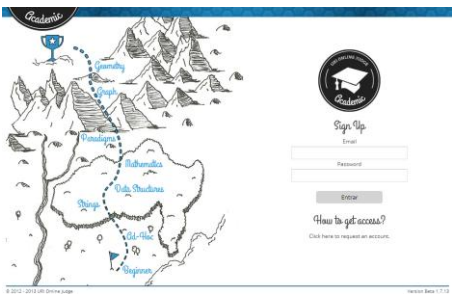 Academic
Geometry
Graph
Paradigms
Mathematics
Data Structures
Strings
Ad-Hoc
Beginner
URI ONLINE JUDGE
Academic
Sign Up
Email
Password
Entrar
How to get access?
Click here to request an account.
© 2012 - 2013 URI Online Judge
Version Beta 1.7.13